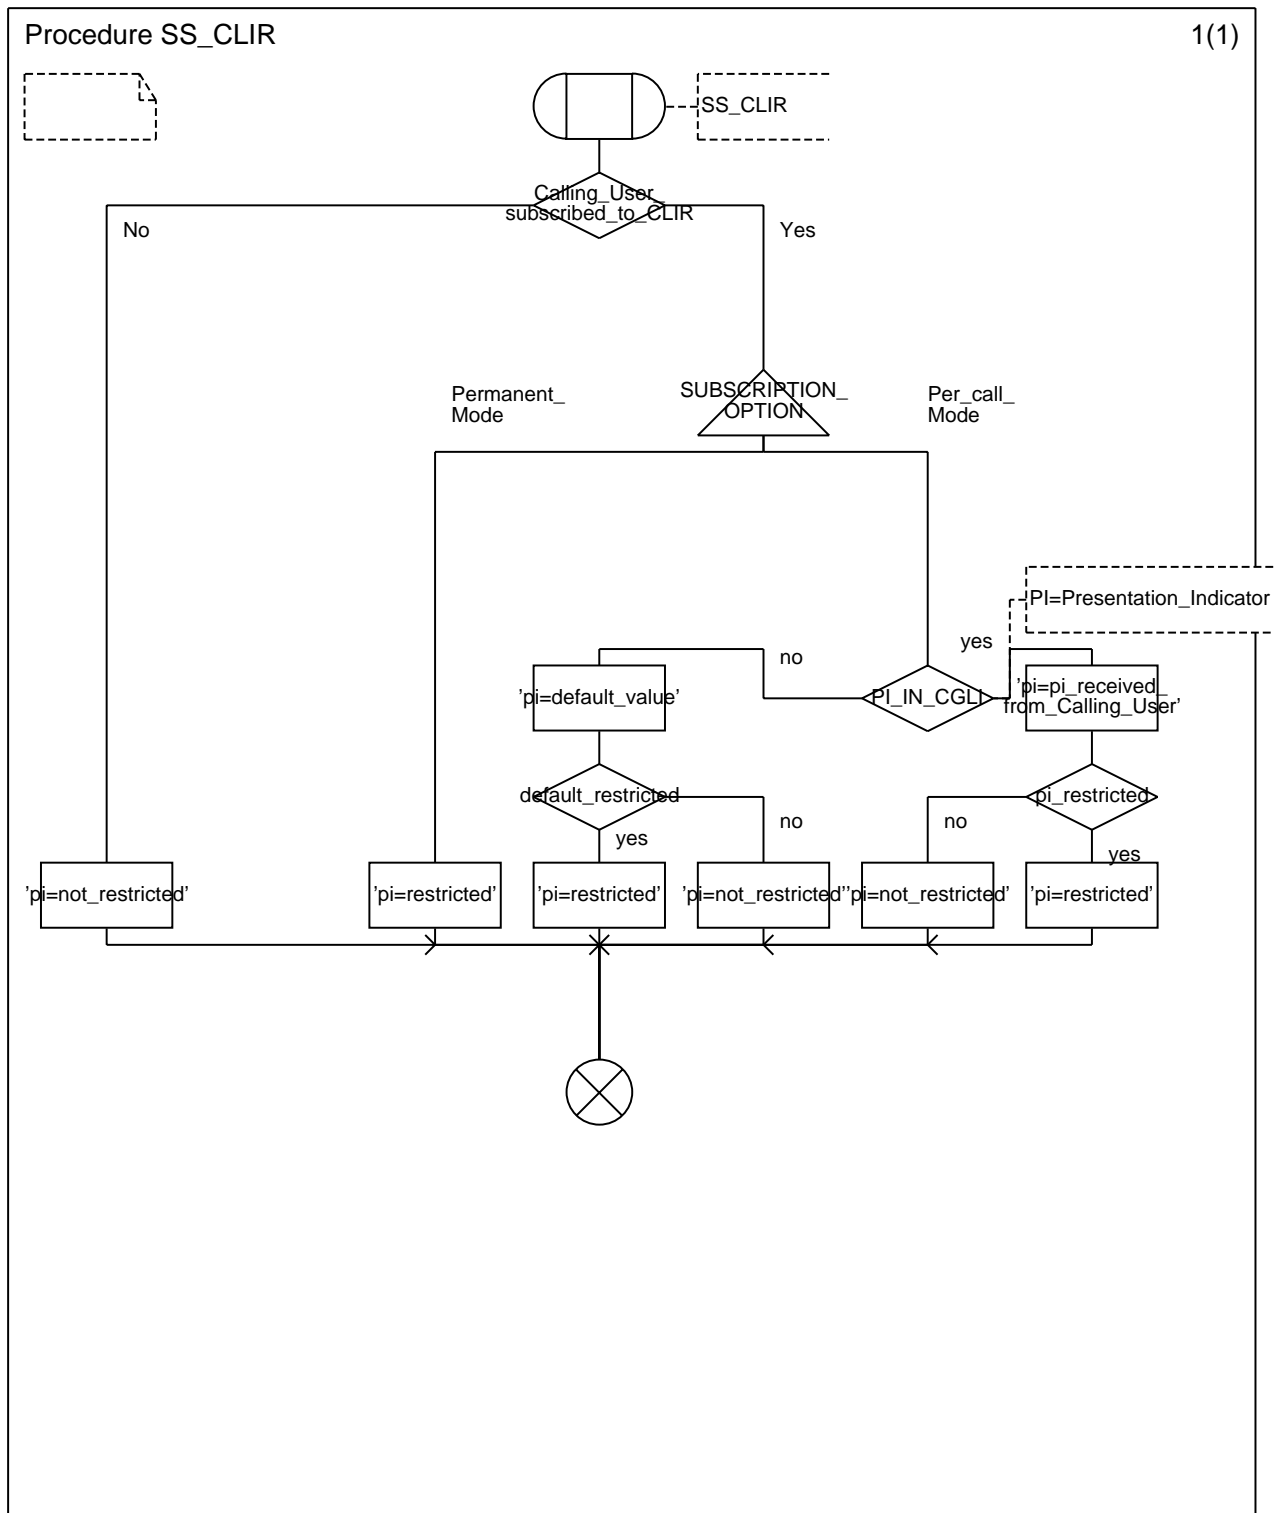 Procedure SS_CLIR
1(1)
SS_CLIR
Calling_User_
subscribed_to_CLIR
No
Yes
SUBSCRIPTION_
OPTION
Permanent_
Mode
Per_call_
Mode
PI=Presentation_Indicator
no
yes
'pi=default_value'
PI_IN_CGLI
'pi=pi_received_
from_Calling_User'
default_restricted
pi_restricted
yes
no
no
yes
'pi=not_restricted'
'pi=restricted'
'pi=restricted'
'pi=not_restricted'
'pi=not_restricted'
'pi=restricted'